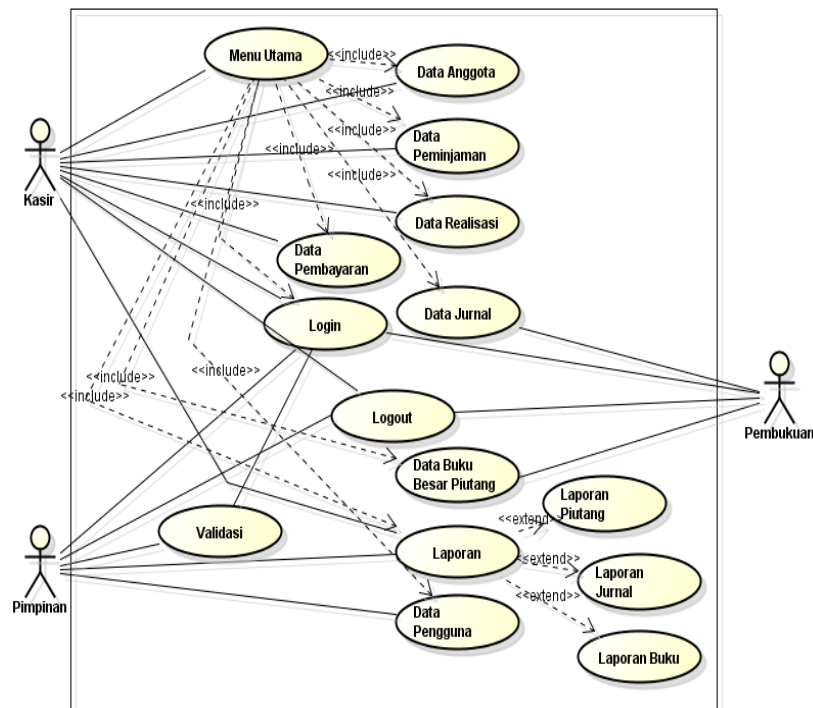 Menu Utama
<<include>>
Data Anggota
<<include>>
Data
Peminjaman
<<include>>
<<include>>
<<include>>
Kasir
<<include>>
Data Realisasi
Data
Pembayaran
Login
Data Jurnal
<<include>>
<<include>>
<<include>>
Logout
Pembukuan
Data Buku
Besar Piutang
Laporan
Piutang
<<extend>>
Validasi
Laporan
<<extend>>
Laporan
Jurnal
<<extend>>
Pimpinan
Data
Pengguna
Laporan Buku